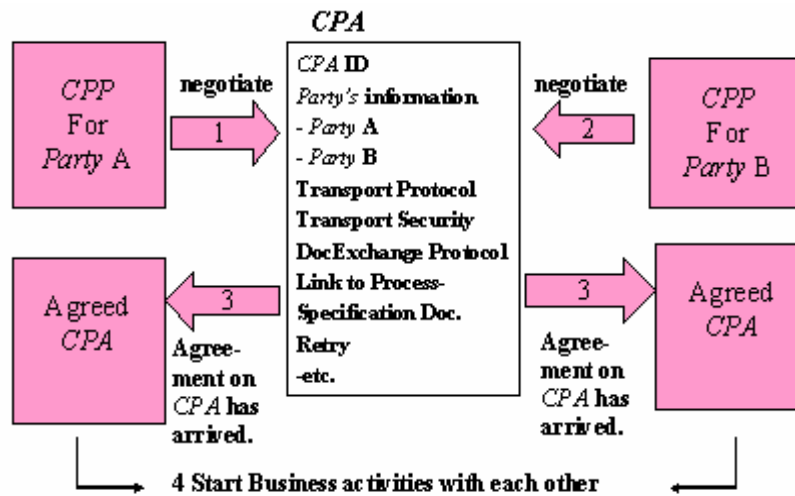 CPA
CPP
For
Party A
negotiate
1
CPA ID
Party's information
- Party A
- Party B
Transport Protocol
Transport Security
DocExchange Protocol
Link to Process-
Specification Doc.
Retry
-etc.
negotiate
2
CPP
For
Party B
Agreed
CPA
3
Agree-
ment on
CPA has
arrived.
3
Agree-
ment on
CPA has
arrived.
Agreed
CPA
4 Start Business activities with each other